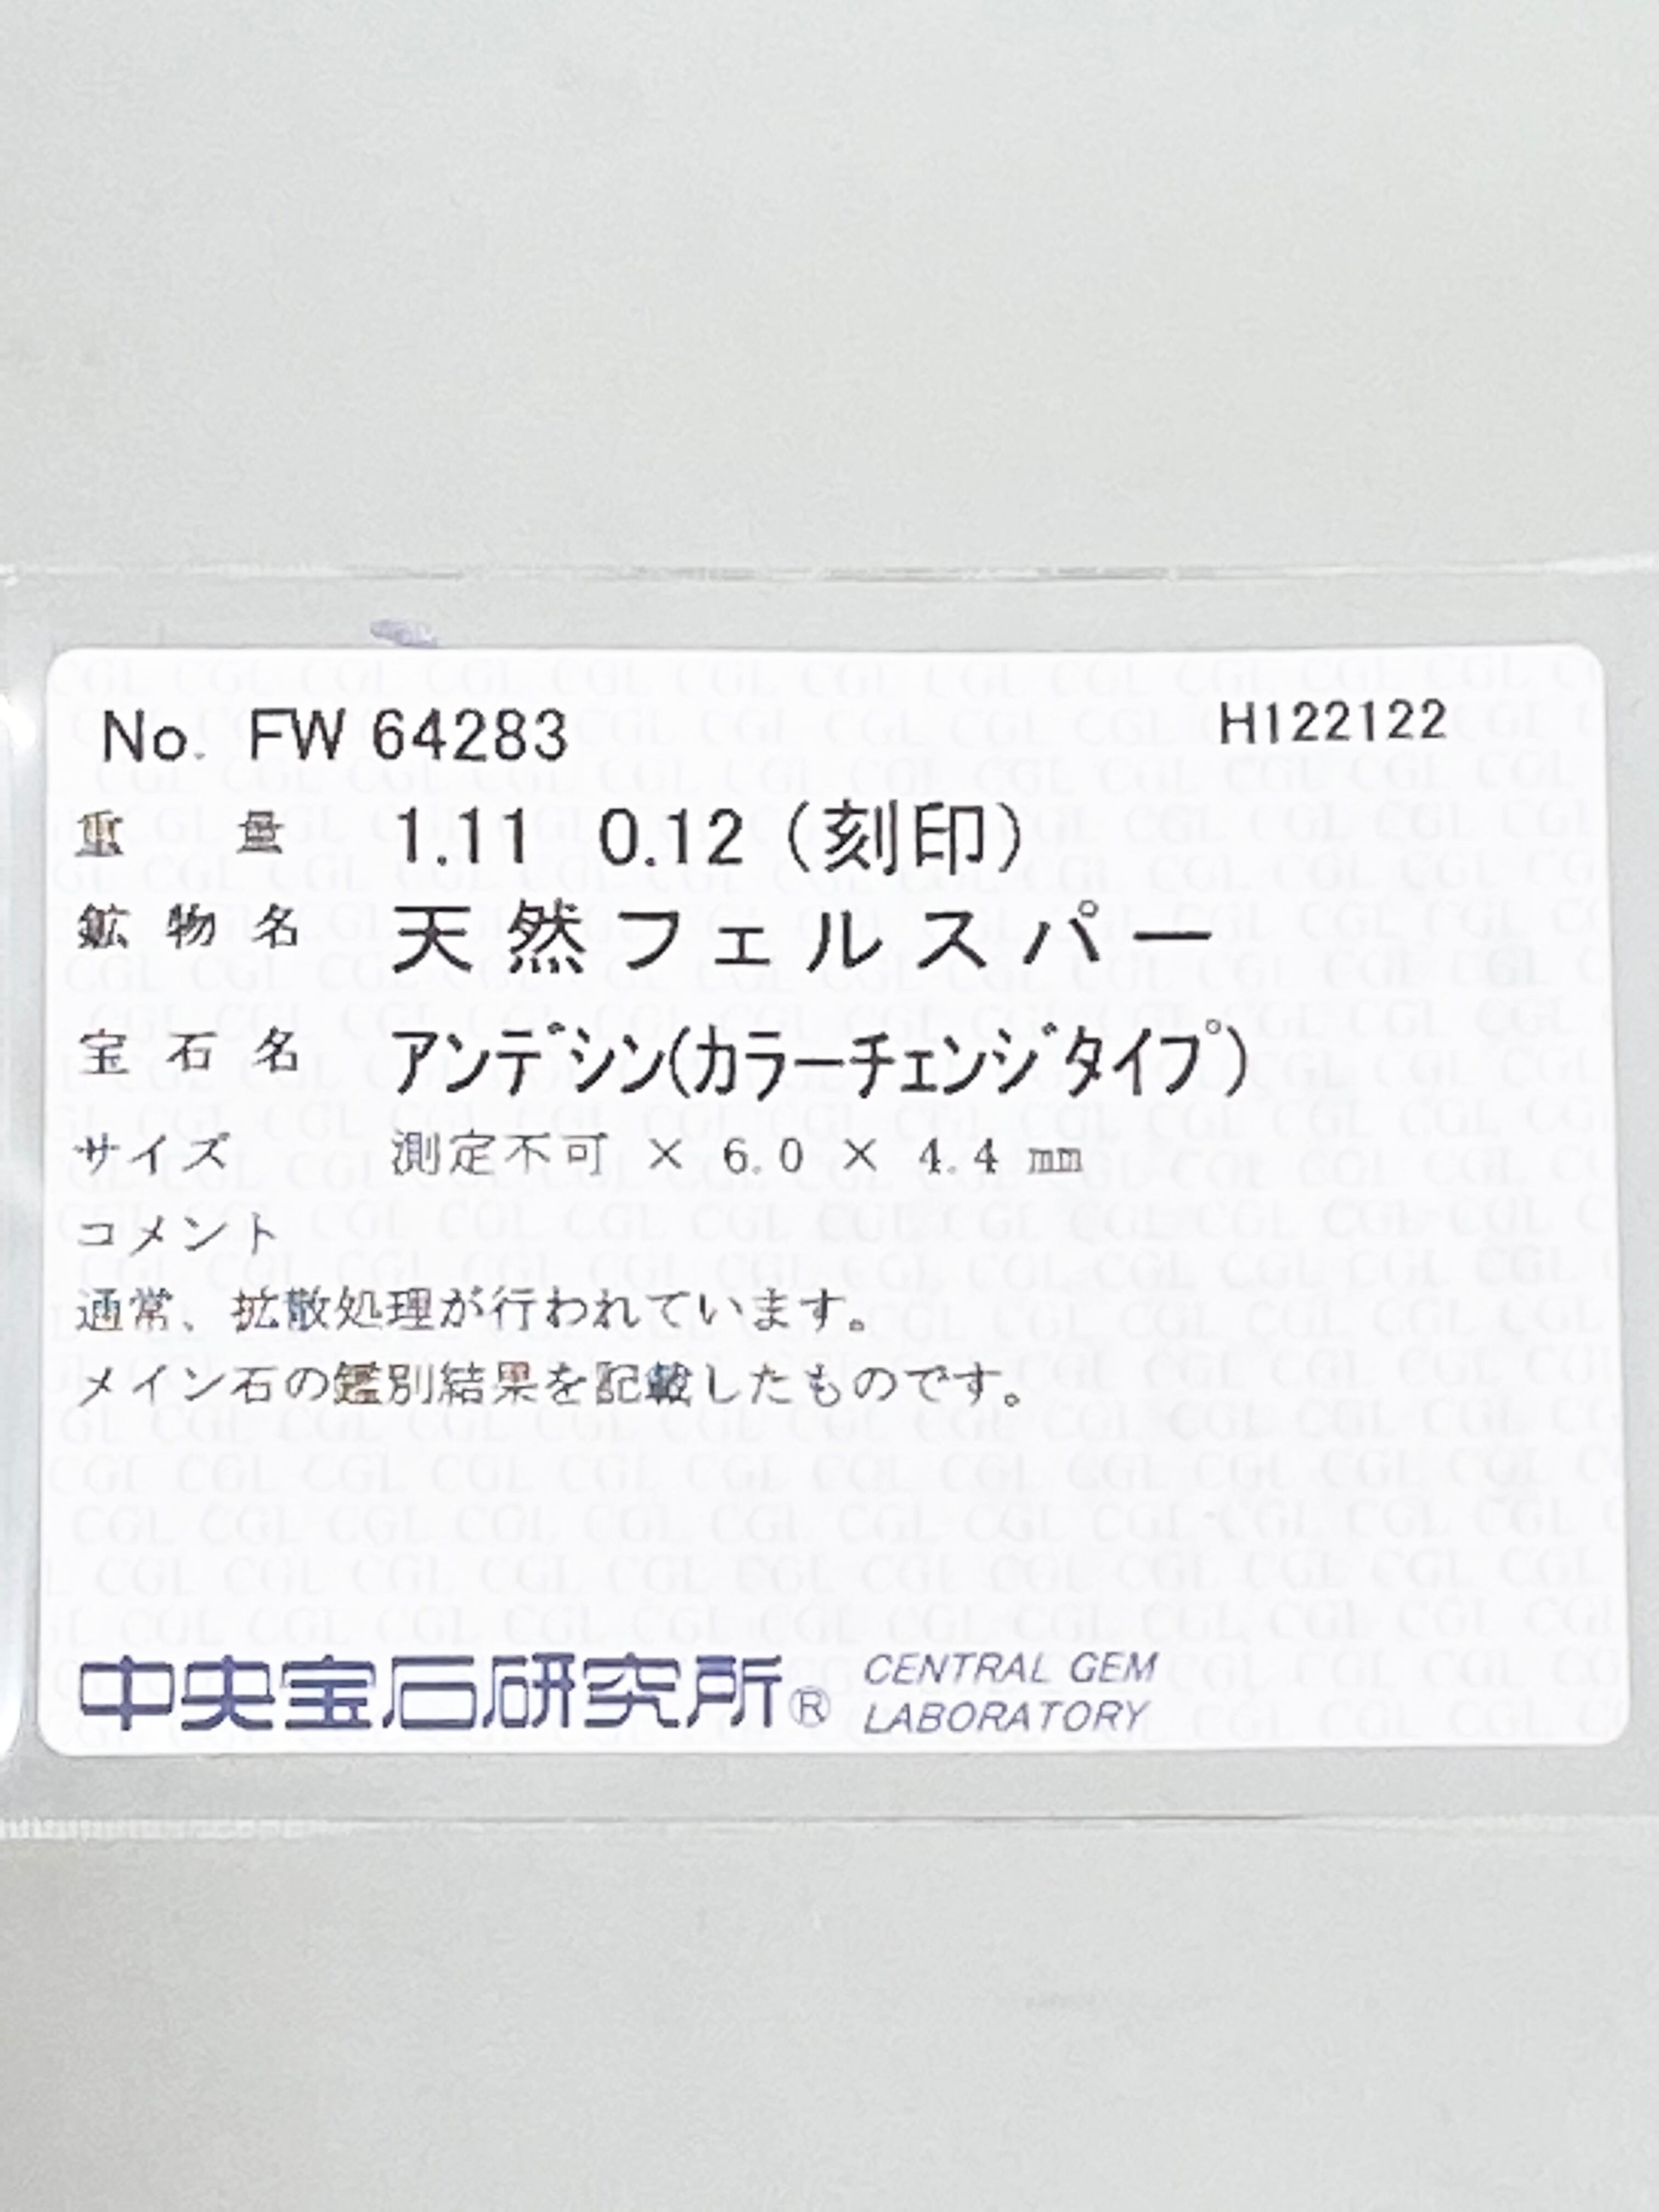 No. FW 64283 H122122
重量 1.11 0.12 (刻印)
鉱物名 天然フェルスパー
宝石名 アンデシン(カラーチェンジタイプ)
サイズ 測定不可 × 6.0 × 4.4 mm
コメント
通常、拡散処理が行われています。
メイン石の鑑別結果を記載したものです。
中央宝石研究所® CENTRAL GEM
LABORATORY